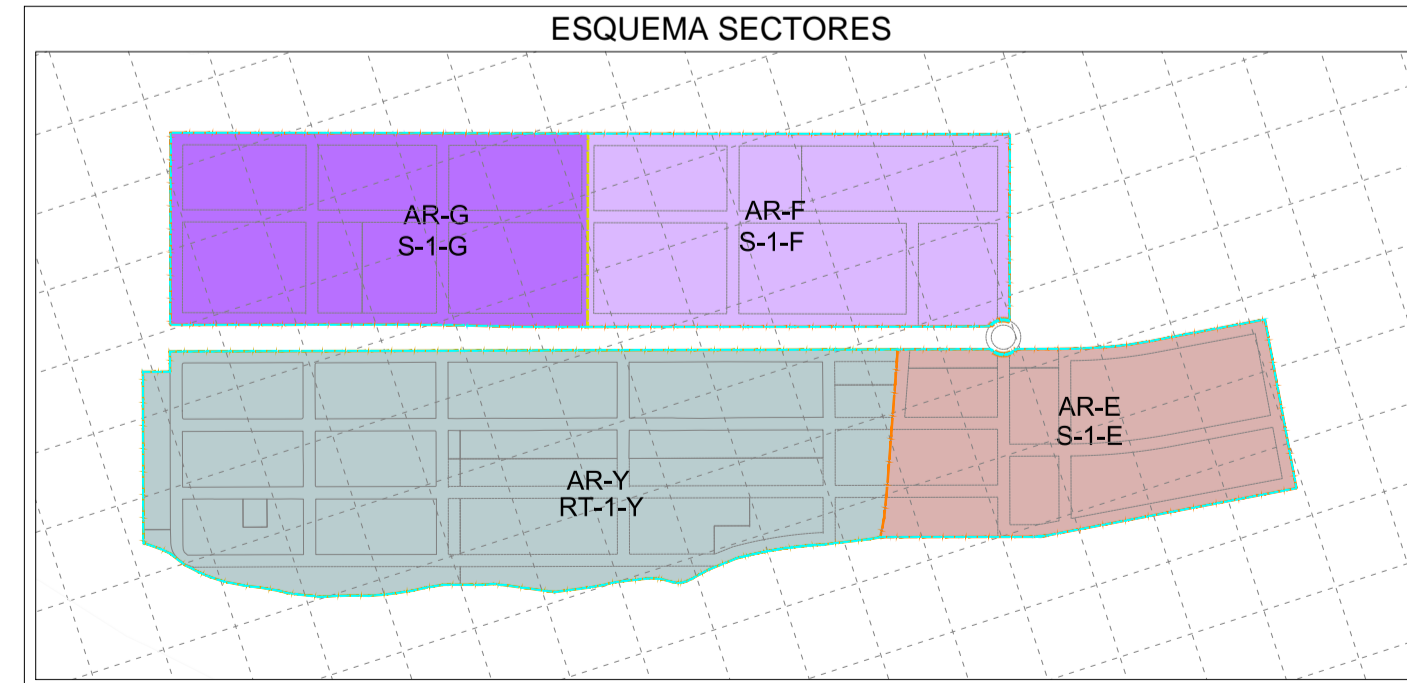 ESQUEMA SECTORES
AR-G
S-1-G
AR-F
S-1-F
AR-E
S-1-E
AR-Y
RT-1-Y